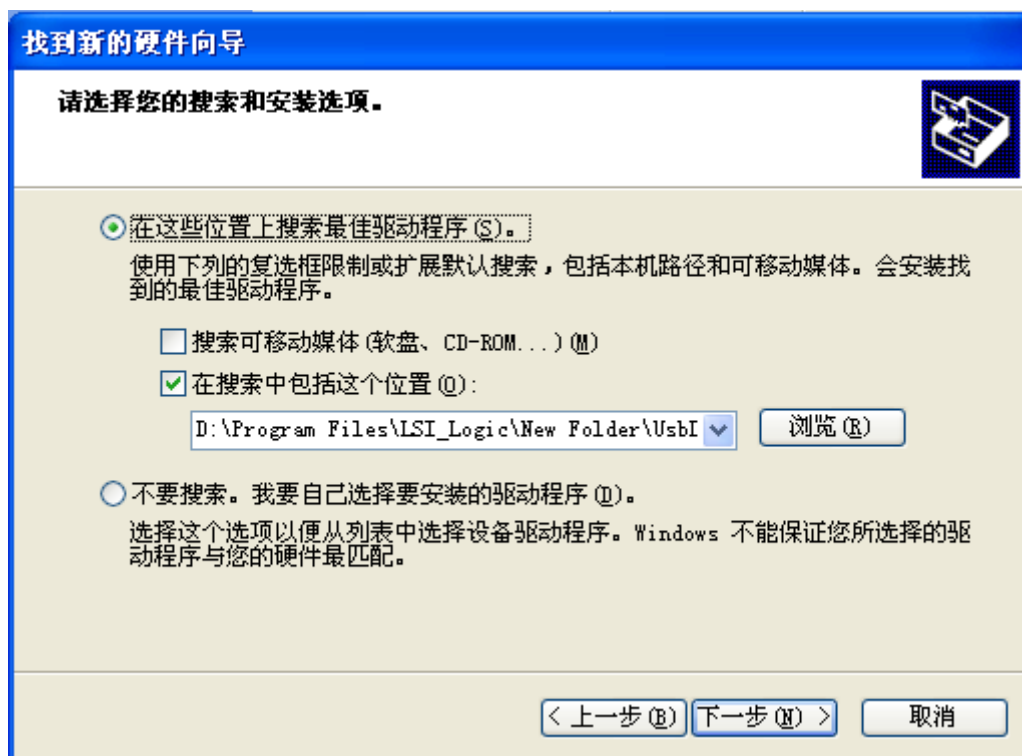 找到新的硬件向导
请选择您的搜索和安装选项。
在这些位置上搜索最佳驱动程序(S)。
使用下列的复选框限制或扩展默认搜索，包括本机路径和可移动媒体。会安装找
到的最佳驱动程序。
搜索可移动媒体(软盘、CD-ROM...)(M)
在搜索中包括这个位置(O):
D:\Program Files\LSI_Logic\New Folder\UsbI
浏览(R)
不要搜索。我要自己选择要安装的驱动程序(D)。
选择这个选项以便从列表中选择设备驱动程序。Windows 不能保证您所选择的驱
动程序与您的硬件最匹配。
< 上一步(B) 下一步(N) > 取消